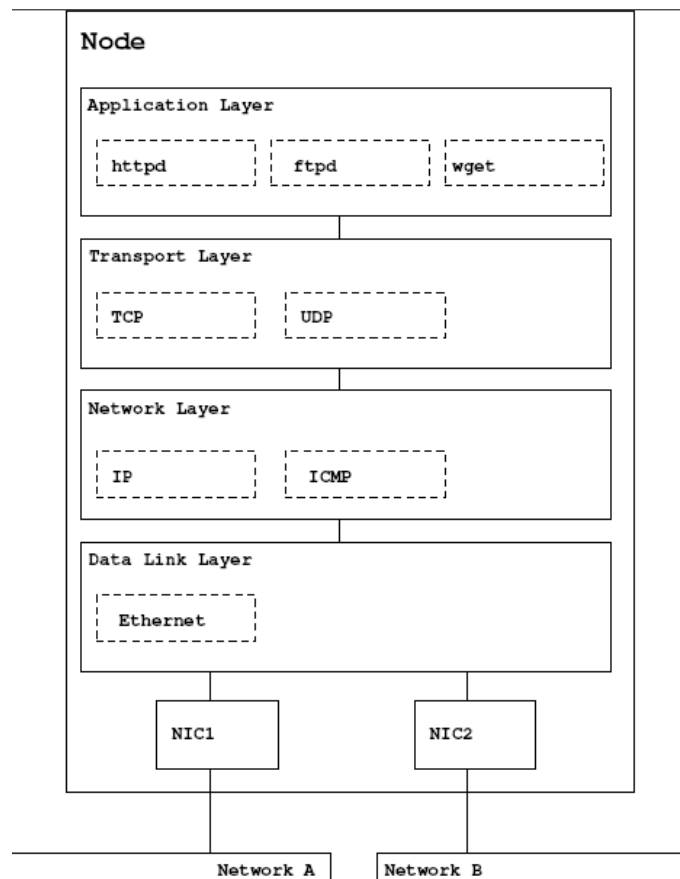 Node
Application Layer
httpd ftpd wget
Transport Layer
TCP UDP
Network Layer
IP ICMP
Data Link Layer
Ethernet
NIC1 NIC2
Network A Network B